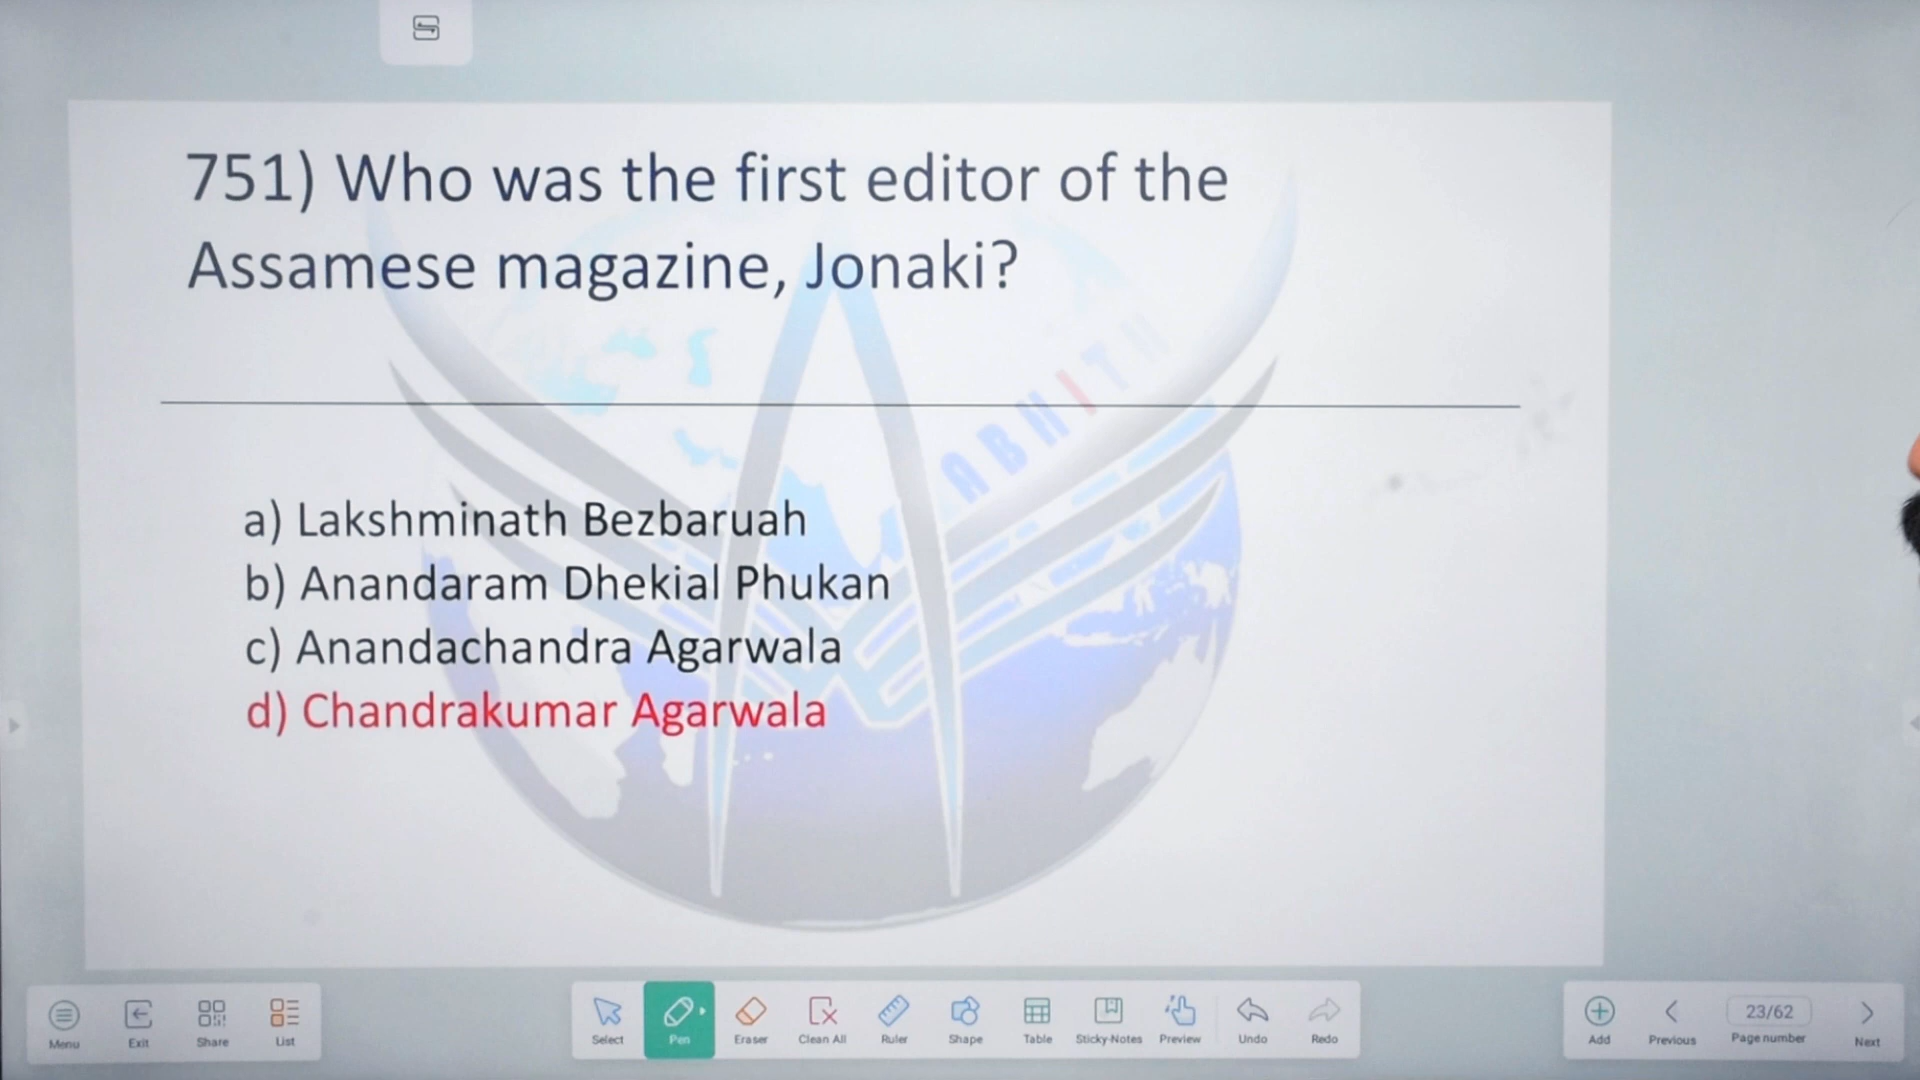 751) Who was the first editor of the
Assamese magazine, Jonaki?
ABHITH
a) Lakshminath Bezbaruah
b) Anandaram Dhekial Phukan
c) Anandachandra Agarwala
d) Chandrakumar Agarwala
Menu
Exit
Share
List
Select
Pen
Eraser
Clean All
Ruler
Shape
Table
Sticky-Notes
Preview
Undo
Redo
Add
Previous
23/62
Page number
Next